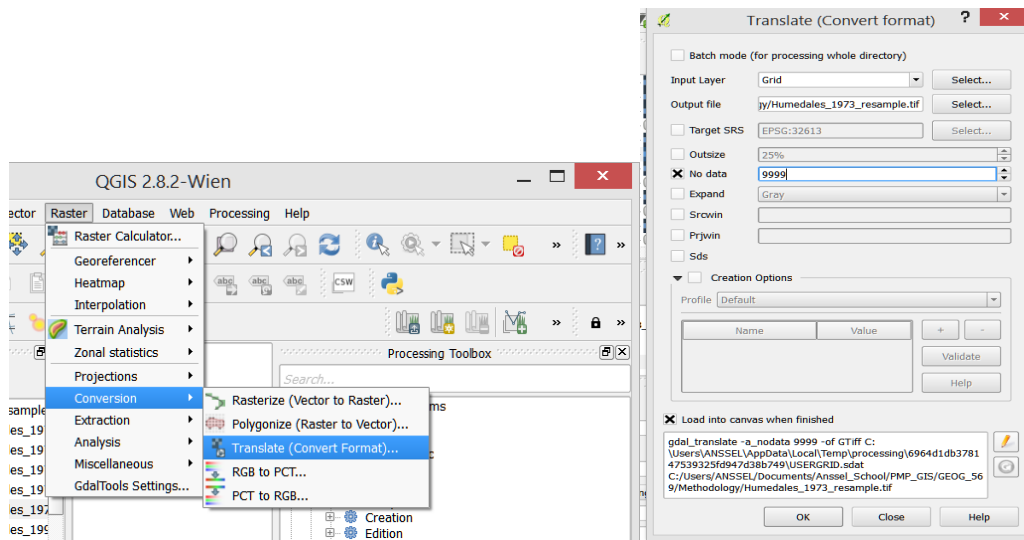 QGIS 2.8.2-Wien
ector Raster Database Web Processing Help
Raster Calculator...
Georeferencer
Heatmap
Interpolation
Terrain Analysis
Zonal statistics
Projections
Conversion
Extraction
Analysis
Miscellaneous
GdalTools Settings...
abc abc abc CSW
Processing Toolbox
Search...
Rasterize (Vector to Raster)...
Polygonize (Raster to Vector)...
Translate (Convert Format)...
RGB to PCT...
PCT to RGB...
Creation
Edition
sample
es_197
es_199
Translate (Convert format) ?
Batch mode (for processing whole directory)
Input Layer Grid Select...
Output file gy/Humedales_1973_resample.tif Select...
Target SRS EPSG:32613 Select...
Outsize 25%
No data 9999
Expand Gray
Srcwin
Prjwin
Sds
Creation Options
Profile Default
Name Value + -
Validate
Help
Load into canvas when finished
gdal_translate -a_nodata 9999 -of GTiff C:
\Users\ANSSEL\AppData\Local\Temp\processing\6964d1db3781
47539325fd947d38b749\USERGRID.sdat
C:/Users/ANSSEL/Documents/Anssel_School/PMP_GIS/GEOG_56
9/Methodology/Humedales_1973_resample.tif
OK Close Help